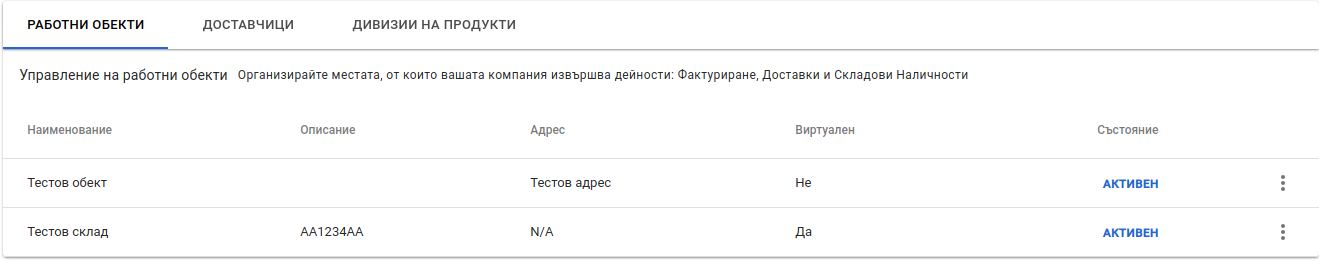 РАБОТНИ ОБЕКТИ ДОСТАВЧИЦИ ДИВИЗИИ НА ПРОДУКТИ
Управление на работни обекти Организирайте местата, от които вашата компания извършва дейности: Фактуриране, Доставки и Складови Наличности
Наименование Описание Адрес Виртуален Състояние
Тестов обект Тестов адрес Не АКТИВЕН
Тестов склад AA1234AA N/A Да АКТИВЕН